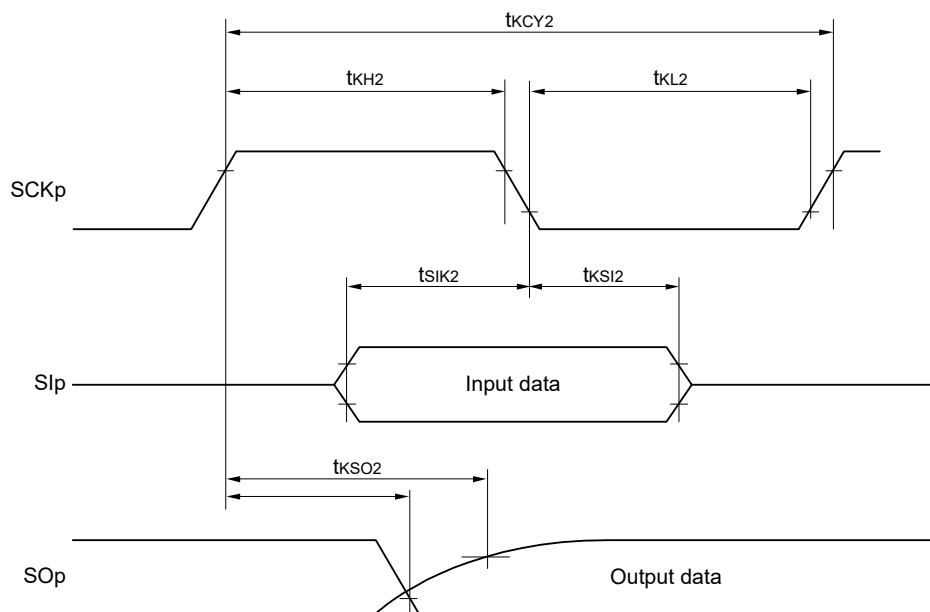 tKCY2
tKH2
tKL2
SCKp
tSIK2
tKSI2
SIp
Input data
tKSO2
SOp
Output data